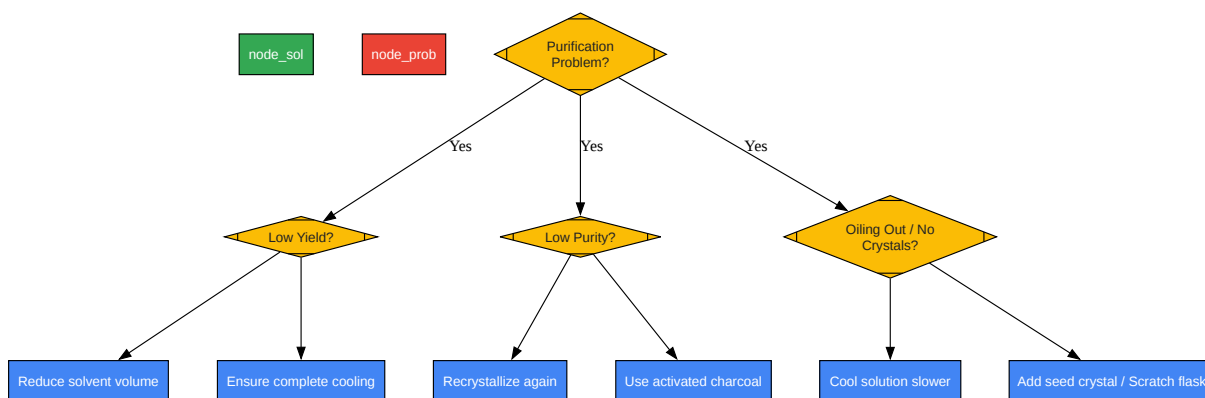 node_sol
node_prob
Purification
Problem?
Yes
Yes
Yes
Low Yield?
Low Purity?
Oiling Out / No
Crystals?
Reduce solvent volume
Ensure complete cooling
Recrystallize again
Use activated charcoal
Cool solution slower
Add seed crystal / Scratch flask